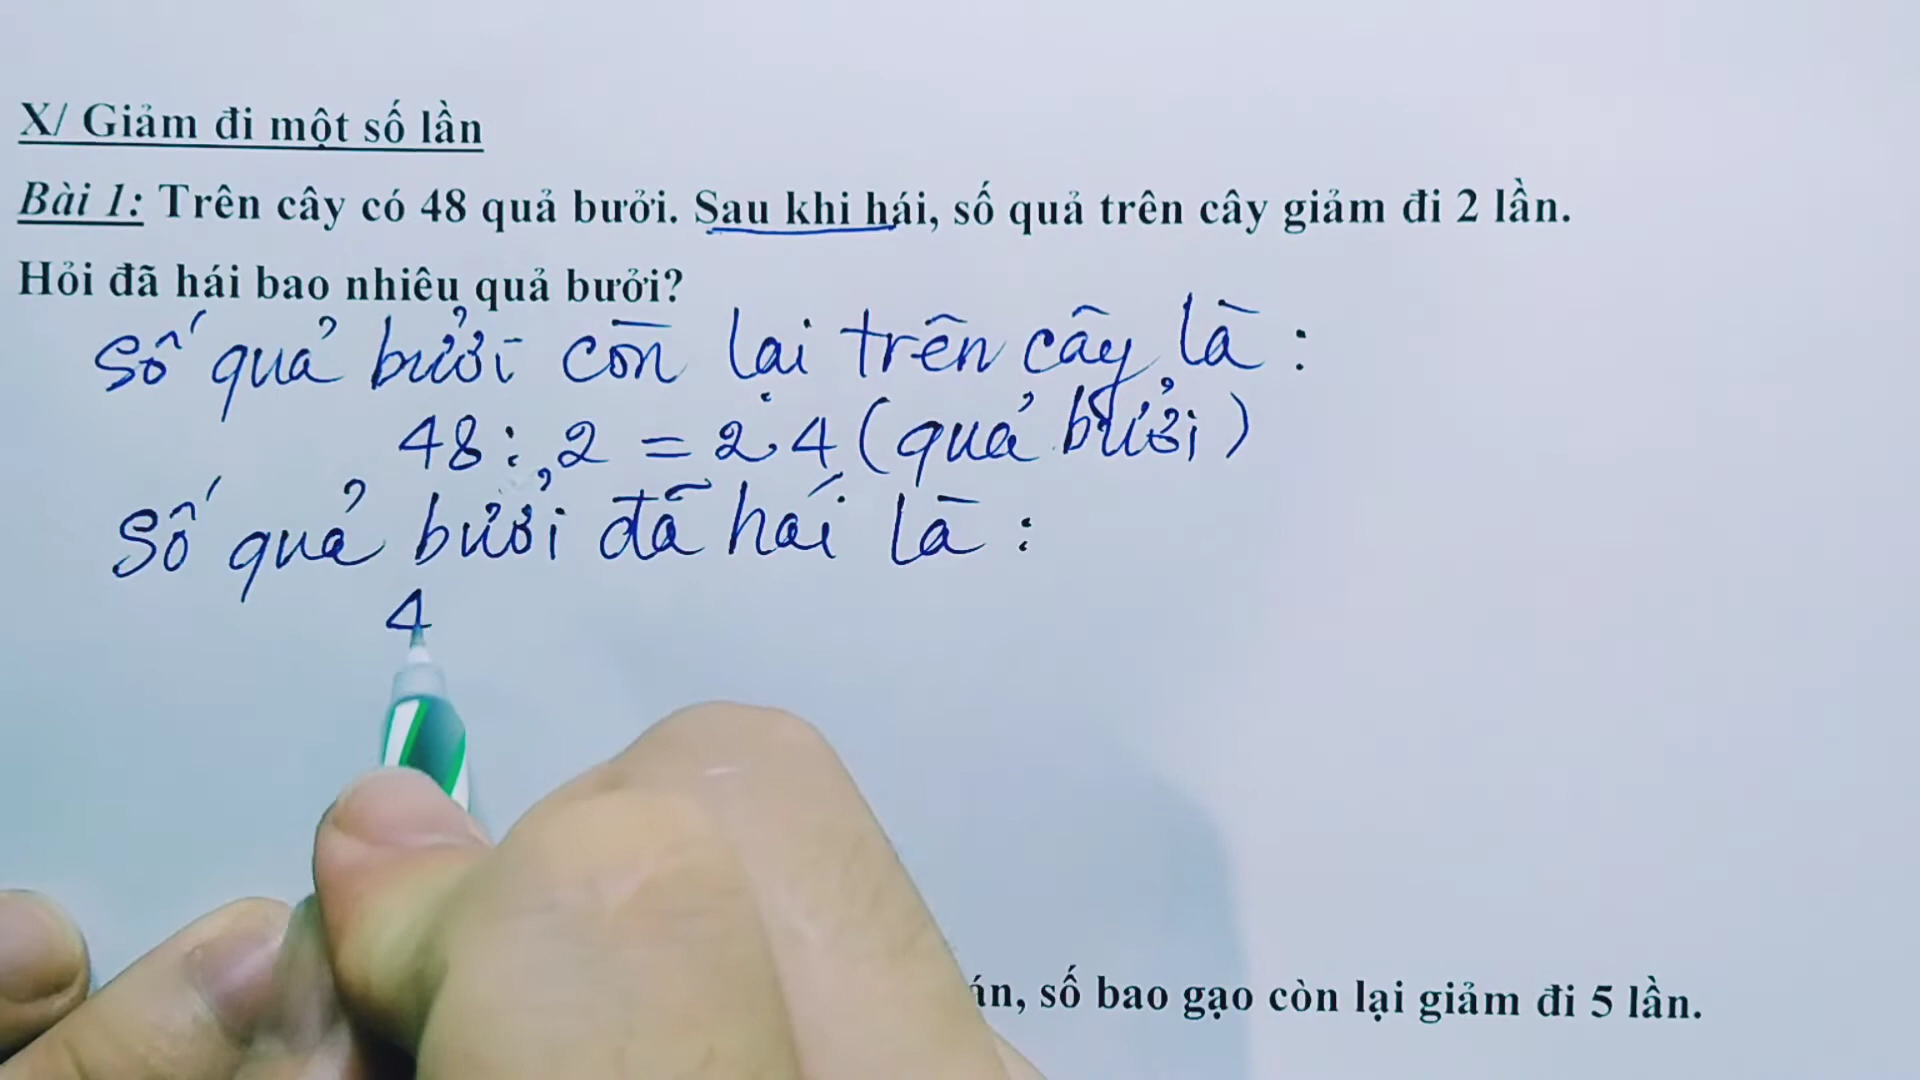 X/ Giảm đi một số lần
Bài 1: Trên cây có 48 quả bưởi. Sau khi hái, số quả trên cây giảm đi 2 lần.
Hỏi đã hái bao nhiêu quả bưởi?
Số quả bưởi còn lại trên cây là :
48 : 2 = 24 (quả bưởi)
Số quả bưởi đã hái là :
4
án, số bao gạo còn lại giảm đi 5 lần.